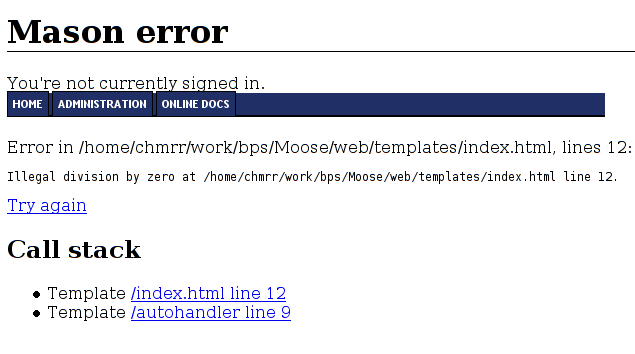 Mason error
You're not currently signed in.
HOME ADMINISTRATION ONLINE DOCS
Error in /home/chmrr/work/bps/Moose/web/templates/index.html, lines 12:
Illegal division by zero at /home/chmrr/work/bps/Moose/web/templates/index.html line 12.
Try again
Call stack
Template /index.html line 12
Template /autohandler line 9